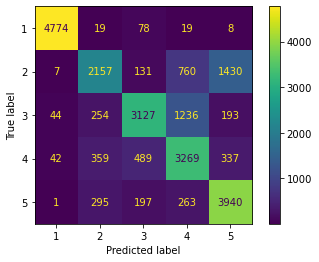 1 4774 19 78 19 8
2 7 2157 131 760 1430
3 44 254 3127 1236 193
4 42 359 489 3269 337
5 1 295 197 263 3940
1 2 3 4 5
True label
Predicted label
4000
3000
2000
1000